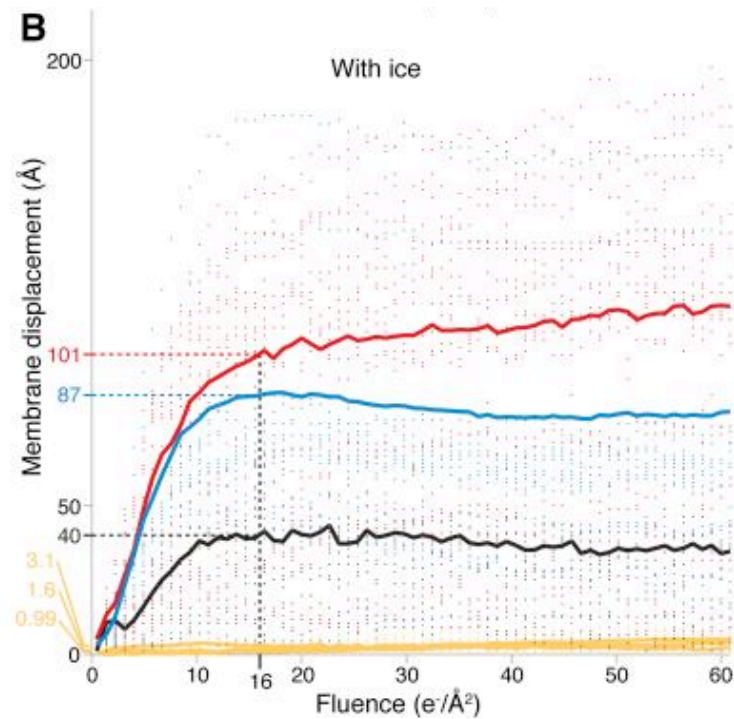 B
With ice
Membrane displacement (Å)
200
101
87
50
40
3.1
1.6
0.99
0
0 10 16 20 30 40 50 60
Fluence (e⁻/Å²)